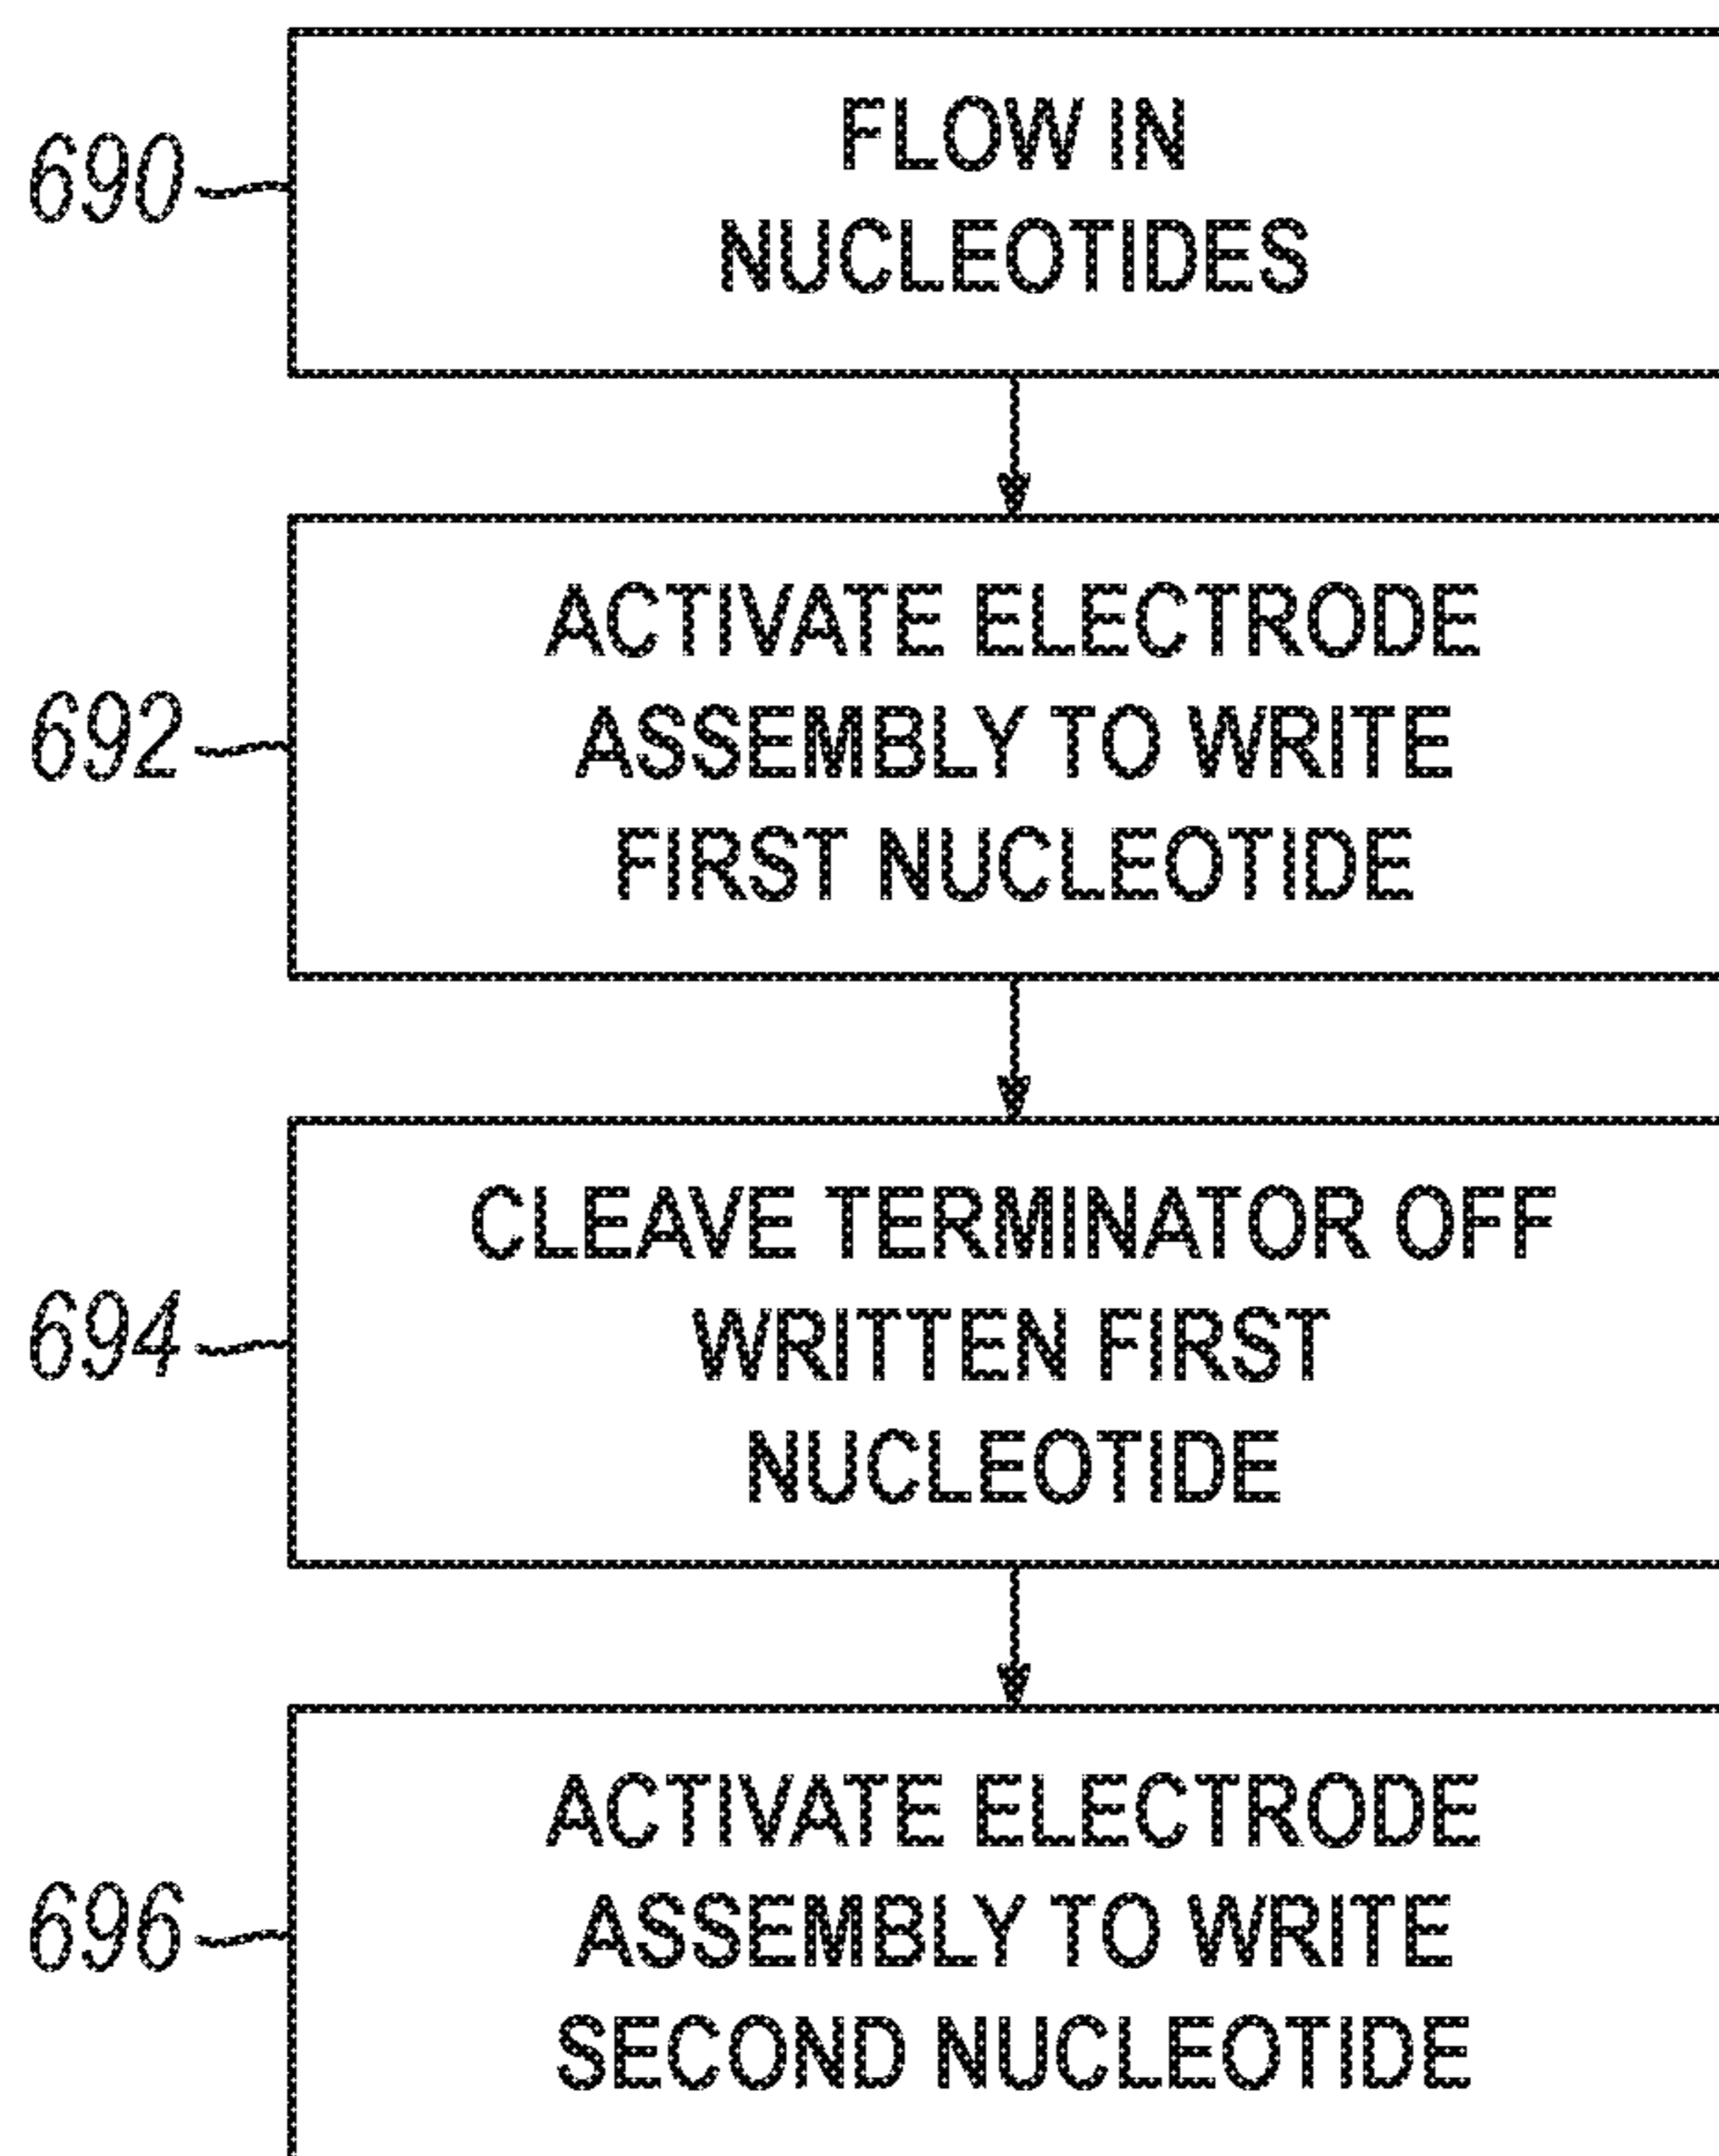 FLOW IN
690
NUCLEOTIDES
ACTIVATE ELECTRODE
692
ASSEMBLY TO WRITE
FIRST NUCLEOTIDE
CLEAVE TERMINATOR OFF
694
WRITTEN FIRST
NUCLEOTIDE
ACTIVATE ELECTRODE
696
ASSEMBLY TO WRITE
SECOND NUCLEOTIDE